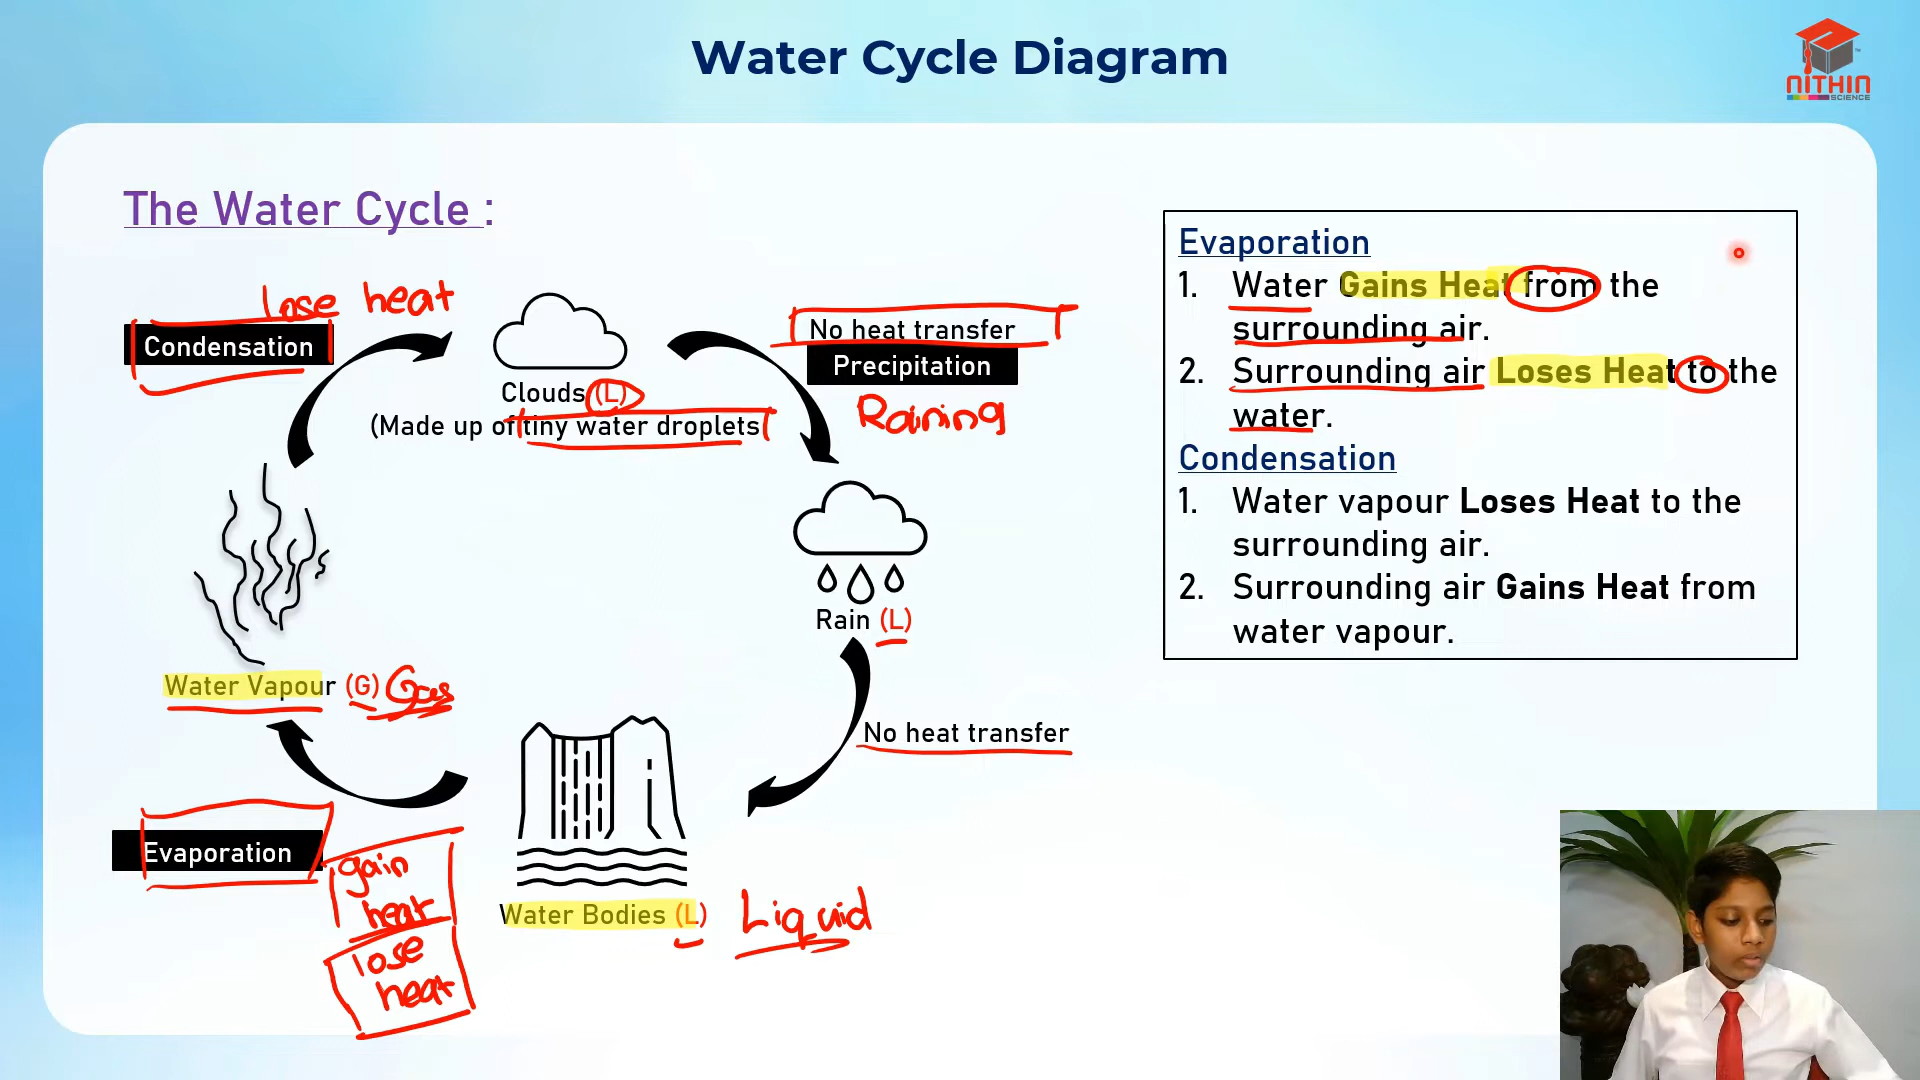 Water Cycle Diagram
NITHIN
SCIENCE
The Water Cycle :
lose heat
Condensation
Clouds (L)
(Made up of tiny water droplets
No heat transfer
Precipitation
Raining
Rain (L)
Water Vapour (G) Gas
No heat transfer
Evaporation
gain
heat
lose
heat
Water Bodies (L) Liquid
Evaporation
1. Water Gains Heat from the
surrounding air.
2. Surrounding air Loses Heat to the
water.
Condensation
1. Water vapour Loses Heat to the
surrounding air.
2. Surrounding air Gains Heat from
water vapour.